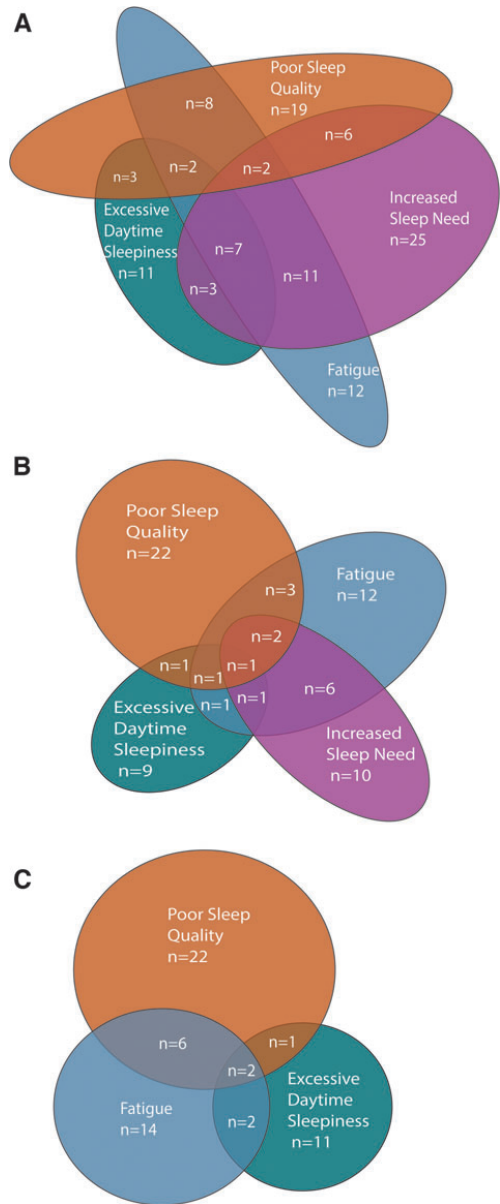 A
Poor Sleep
Quality
n=19
n=8
n=6
n=3
n=2
n=2
Excessive
Daytime
Sleepiness
n=11
Increased
Sleep Need
n=25
n=7
n=11
n=3
Fatigue
n=12
B
Poor Sleep
Quality
n=22
Fatigue
n=12
n=3
n=2
n=1
n=1
n=1
n=6
n=1
n=1
Excessive
Daytime
Sleepiness
n=9
Increased
Sleep Need
n=10
C
Poor Sleep
Quality
n=22
n=6
n=1
n=2
Excessive
Daytime
Sleepiness
n=11
Fatigue
n=14
n=2